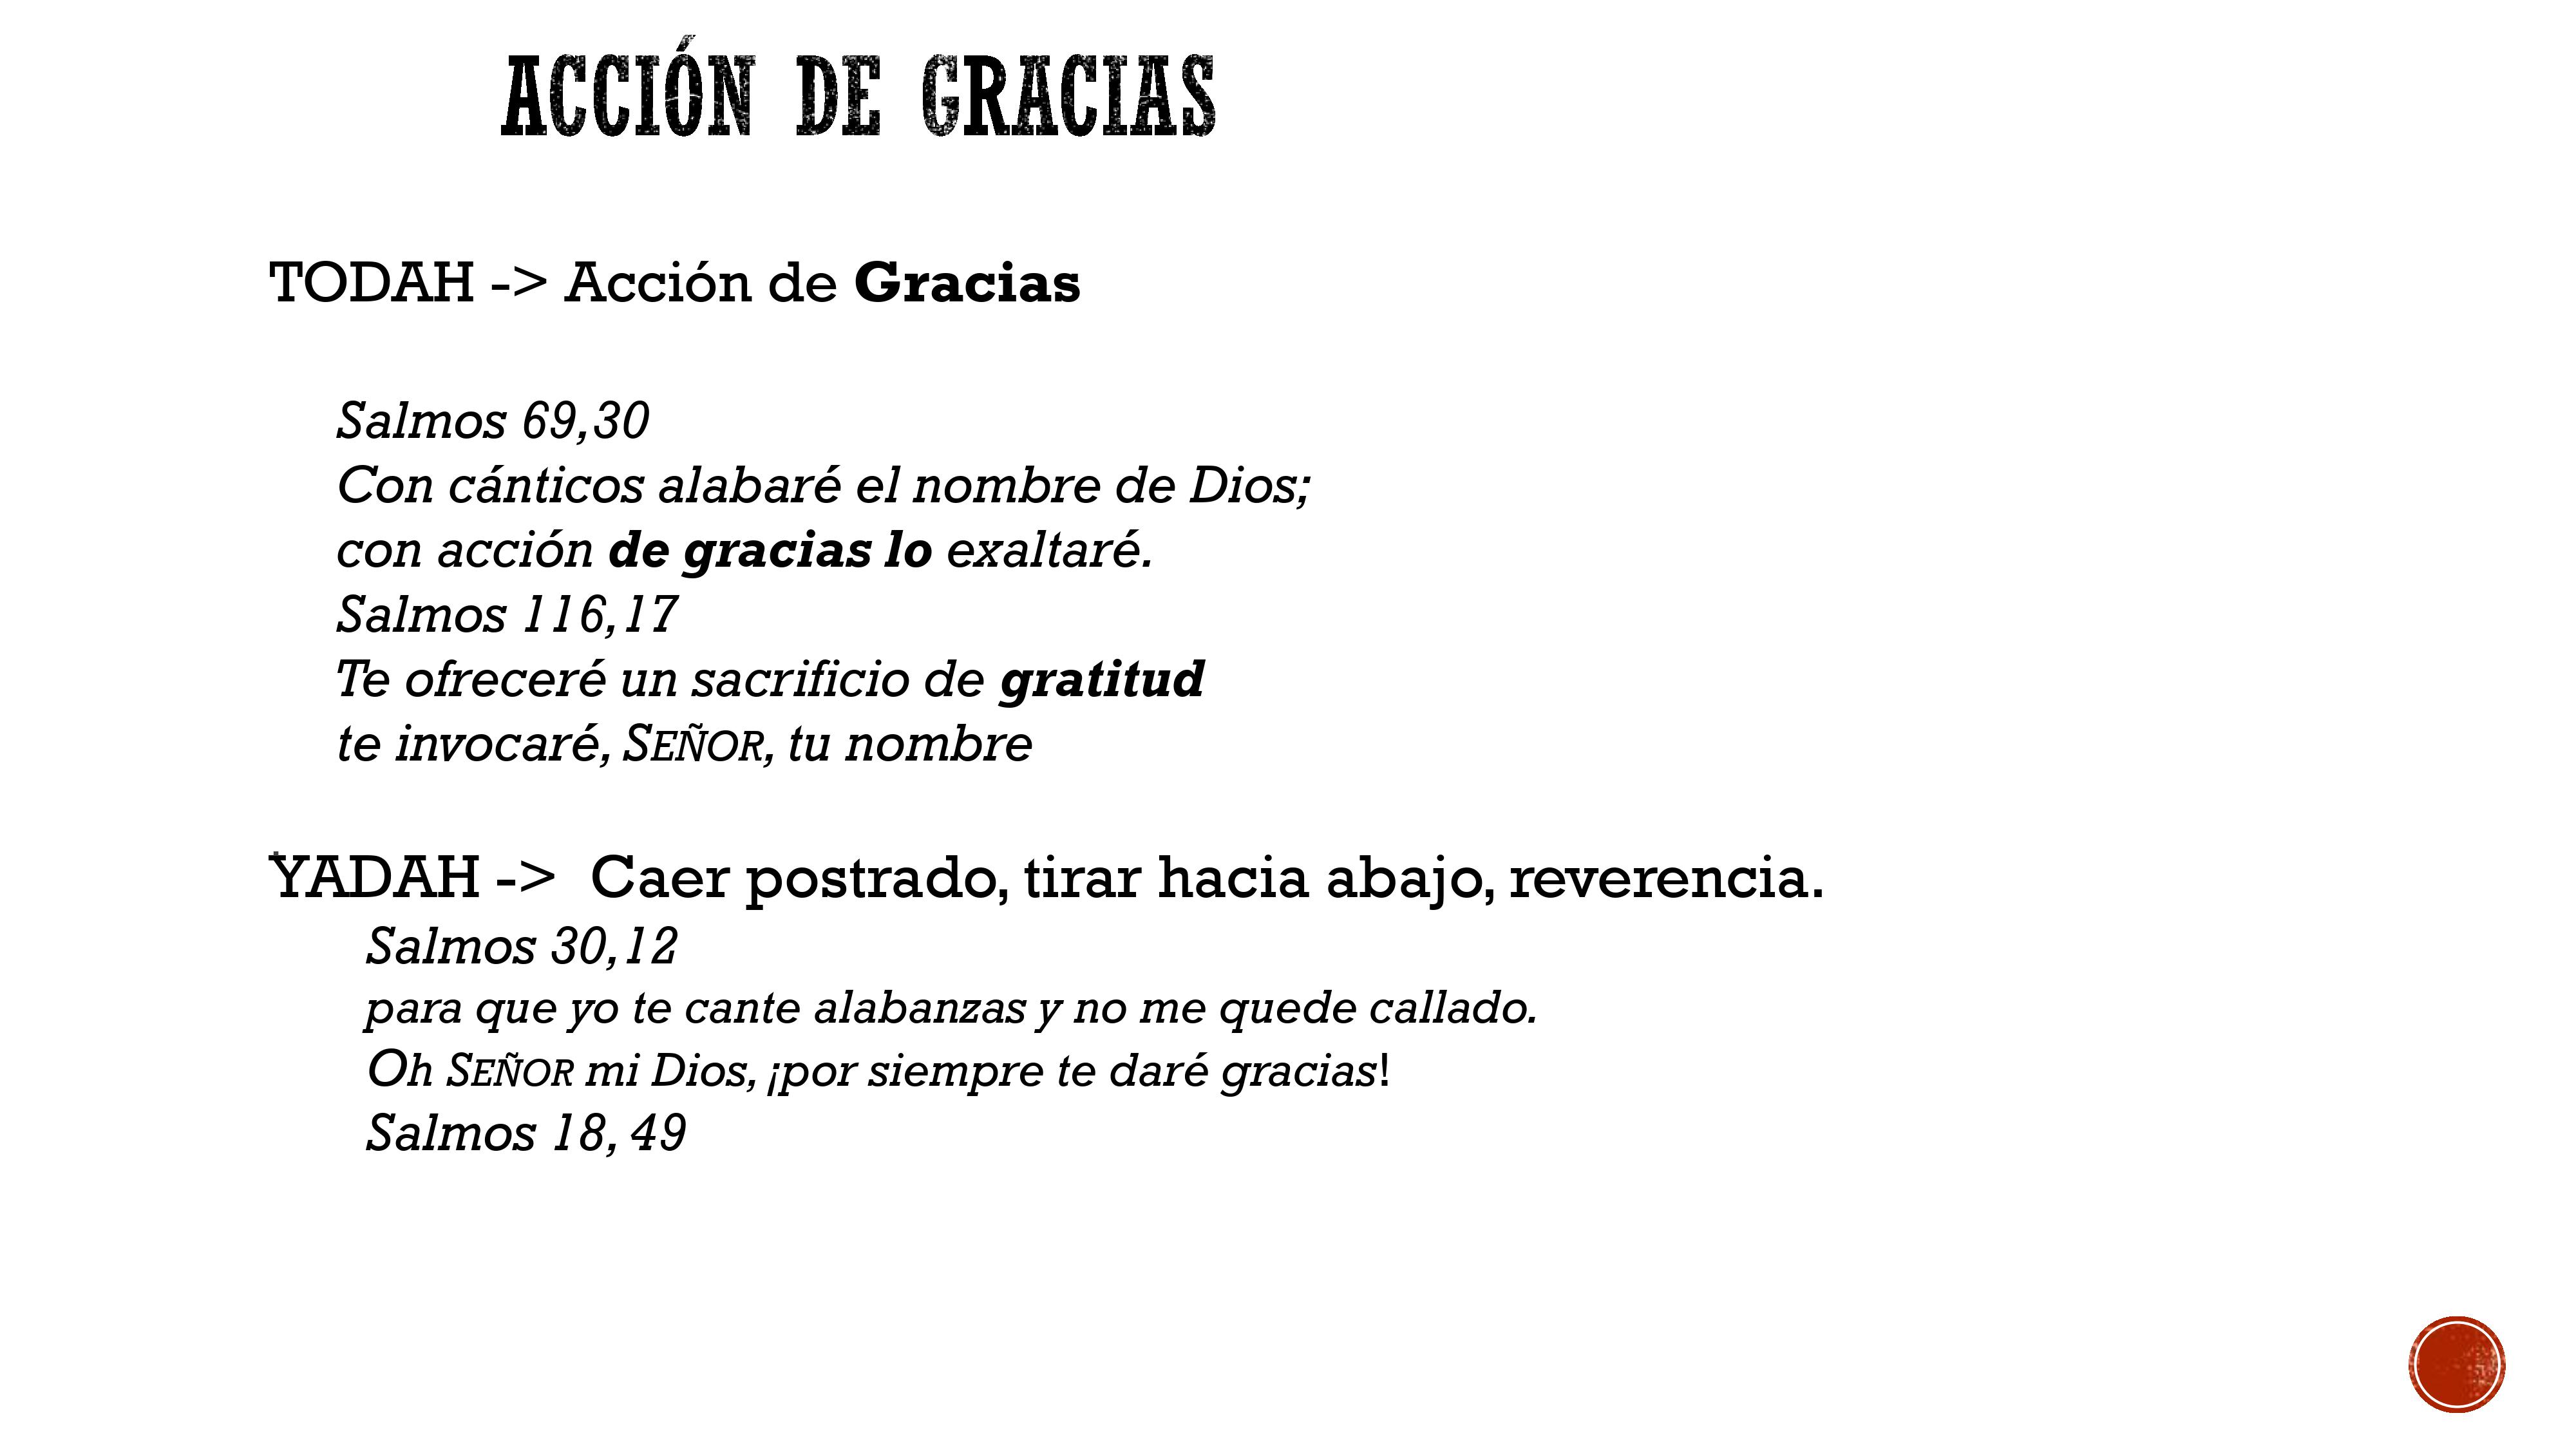 ACCIÓN DE GRACIAS
TODAH -> Acción de Gracias
Salmos 69,30
Con cánticos alabaré el nombre de Dios;
con acción de gracias lo exaltaré.
Salmos 116,17
Te ofreceré un sacrificio de gratitud
te invocaré, SEÑOR, tu nombre
YADAH -> Caer postrado, tirar hacia abajo, reverencia.
Salmos 30,12
para que yo te cante alabanzas y no me quede callado.
Oh SEÑOR mi Dios, ¡por siempre te daré gracias!
Salmos 18, 49